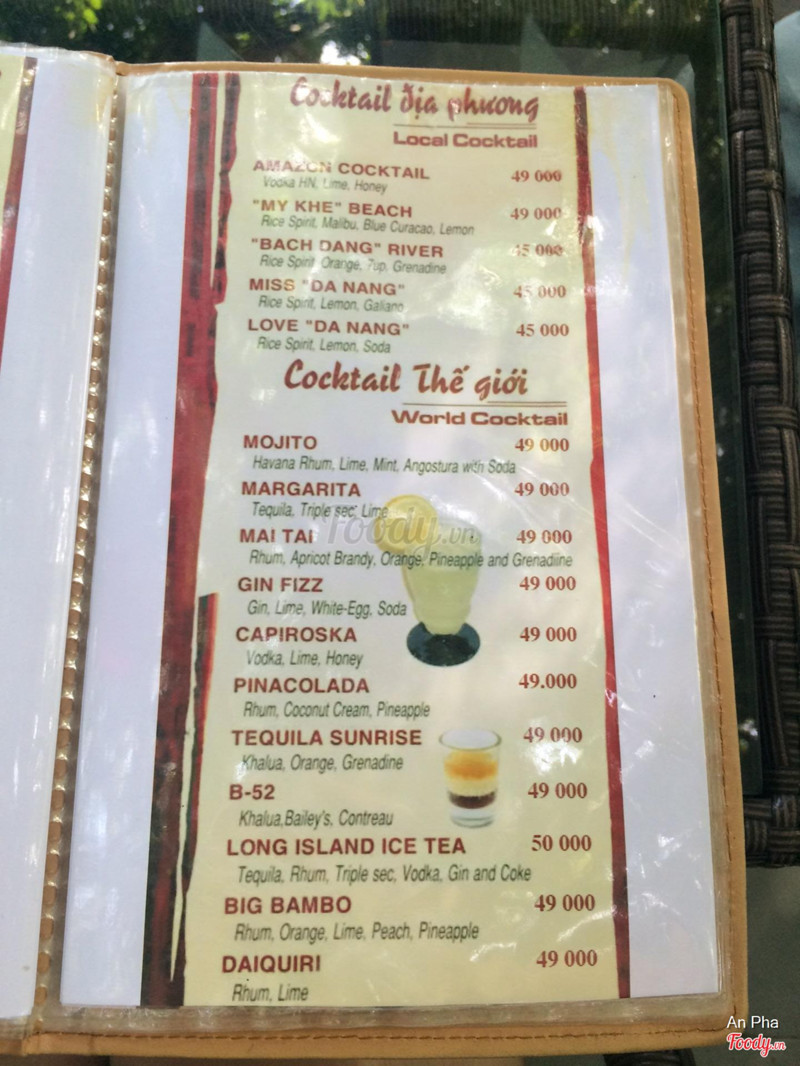 Cocktail địa phương
Local Cocktail
AMAZON COCKTAIL 49 000
Vodka HN, Lime, Honey
"MY KHE" BEACH 49 000
Rice Spirit, Malibu, Blue Curacao, Lemon
"BACH DANG" RIVER 45 000
Rice Spirit, Orange, 7up, Grenadine
MISS "DA NANG" 45 000
Rice Spirit, Lemon, Galiano
LOVE "DA NANG" 45 000
Rice Spirit, Lemon, Soda
Cocktail Thế giới
World Cocktail
MOJITO 49 000
Havana Rhum, Lime, Mint, Angostura with Soda
MARGARITA 49 000
Tequila, Triple sec, Lime
MAI TAI 49 000
Rhum, Apricot Brandy, Orange, Pineapple and Grenadiine
GIN FIZZ 49 000
Gin, Lime, White-Egg, Soda
CAPIROSKA 49 000
Vodka, Lime, Honey
PINACOLADA 49.000
Rhum, Coconut Cream, Pineapple
TEQUILA SUNRISE 49 000
Khalua, Orange, Grenadine
B-52 49 000
Khalua,Bailey's, Contreau
LONG ISLAND ICE TEA 50 000
Tequila, Rhum, Triple sec, Vodka, Gin and Coke
BIG BAMBO 49 000
Rhum, Orange, Lime, Peach, Pineapple
DAIQUIRI 49 000
Rhum, Lime
Foody.vn
An Pha
Foody.vn